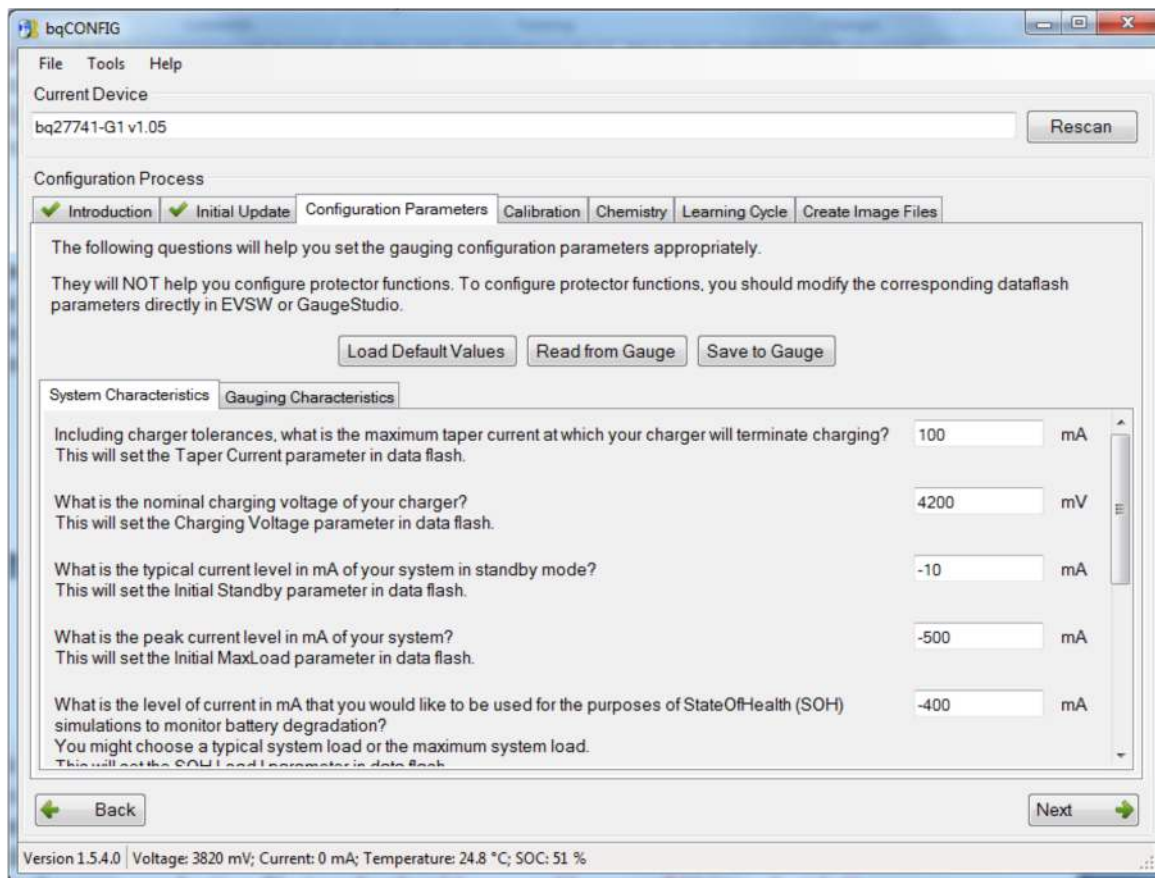 bqCONFIG
File Tools Help
Current Device
bq27741-G1 v1.05
Rescan
Configuration Process
Introduction Initial Update Configuration Parameters Calibration Chemistry Learning Cycle Create Image Files
The following questions will help you set the gauging configuration parameters appropriately.
They will NOT help you configure protector functions. To configure protector functions, you should modify the corresponding dataflash
parameters directly in EVSW or GaugeStudio.
Load Default Values Read from Gauge Save to Gauge
System Characteristics Gauging Characteristics
Including charger tolerances, what is the maximum taper current at which your charger will terminate charging? 100 mA
This will set the Taper Current parameter in data flash.
What is the nominal charging voltage of your charger? 4200 mV
This will set the Charging Voltage parameter in data flash.
What is the typical current level in mA of your system in standby mode? -10 mA
This will set the Initial Standby parameter in data flash.
What is the peak current level in mA of your system? -500 mA
This will set the Initial MaxLoad parameter in data flash.
What is the level of current in mA that you would like to be used for the purposes of StateOfHealth (SOH) -400 mA
simulations to monitor battery degradation?
You might choose a typical system load or the maximum system load.
This will set the SOH Load I parameter in data flash.
Back Next
Version 1.5.4.0 Voltage: 3820 mV; Current: 0 mA; Temperature: 24.8 °C; SOC: 51 %